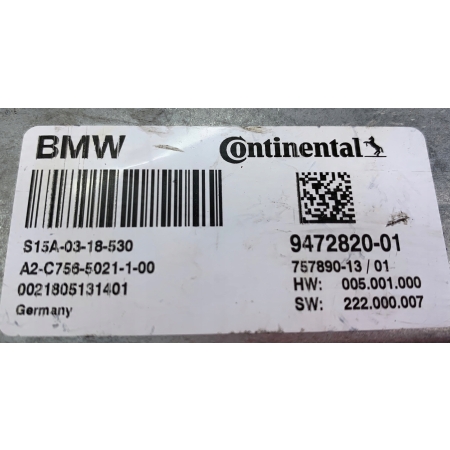 BMW
Continental
S15A-03-18-530
A2-C756-5021-1-00
0021805131401
Germany
9472820-01
757890-13 / 01
HW: 005.001.000
SW: 222.000.007